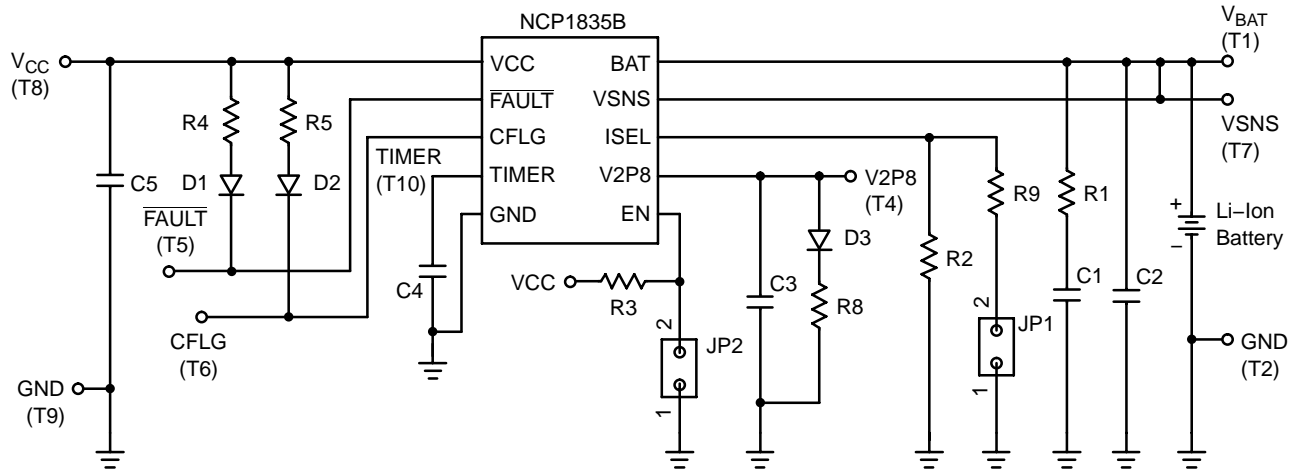 NCP1835B
VCC
(T8)
VCC
FAULT
CFLG
TIMER
GND
BAT
VSNS
ISEL
V2P8
EN
VBAT
(T1)
VSNS
(T7)
R4
R5
C5
D1
D2
FAULT
(T5)
TIMER
(T10)
V2P8
(T4)
R9
R1
+
−
Li−Ion
Battery
D3
R2
C4
VCC
R3
C3
R8
C1
C2
CFLG
(T6)
2
JP2
1
2
JP1
1
GND
(T2)
GND
(T9)